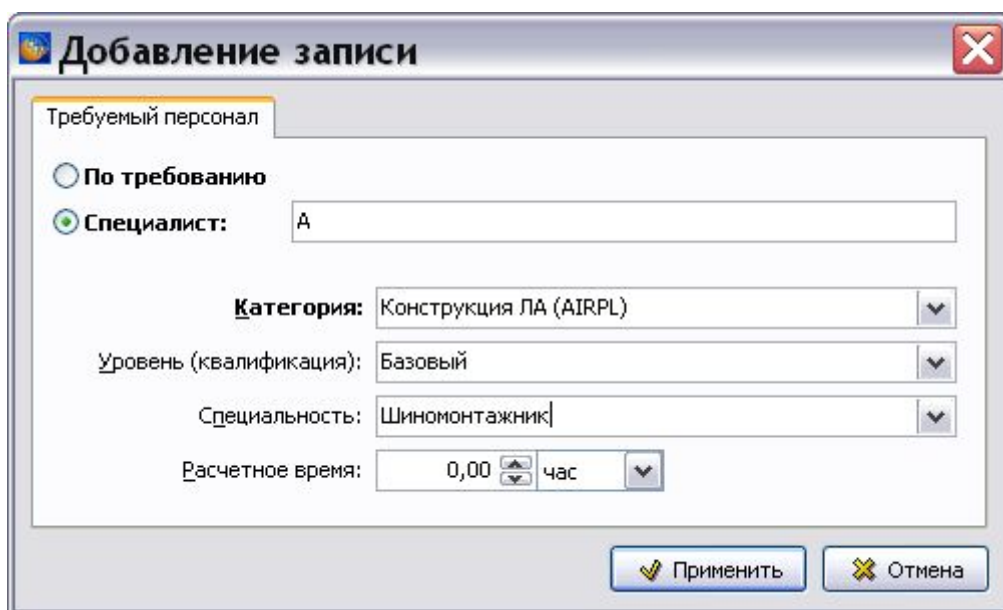 Добавление записи
Требуемый персонал
По требованию
Специалист: А
Категория: Конструкция ЛА (AIRPL)
Уровень (квалификация): Базовый
Специальность: Шиномонтажник
Расчетное время: 0,00 час
Применить Отмена